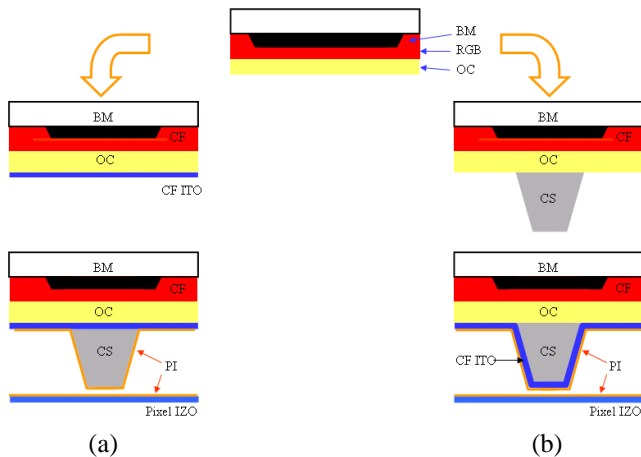 BM
RGB
OC
BM
CF
OC
CF ITO
BM
CF
OC
CS
BM
CF
OC
CS
PI
Pixel IZO
BM
CF
OC
CS
CF ITO
PI
Pixel IZO
(a)
(b)